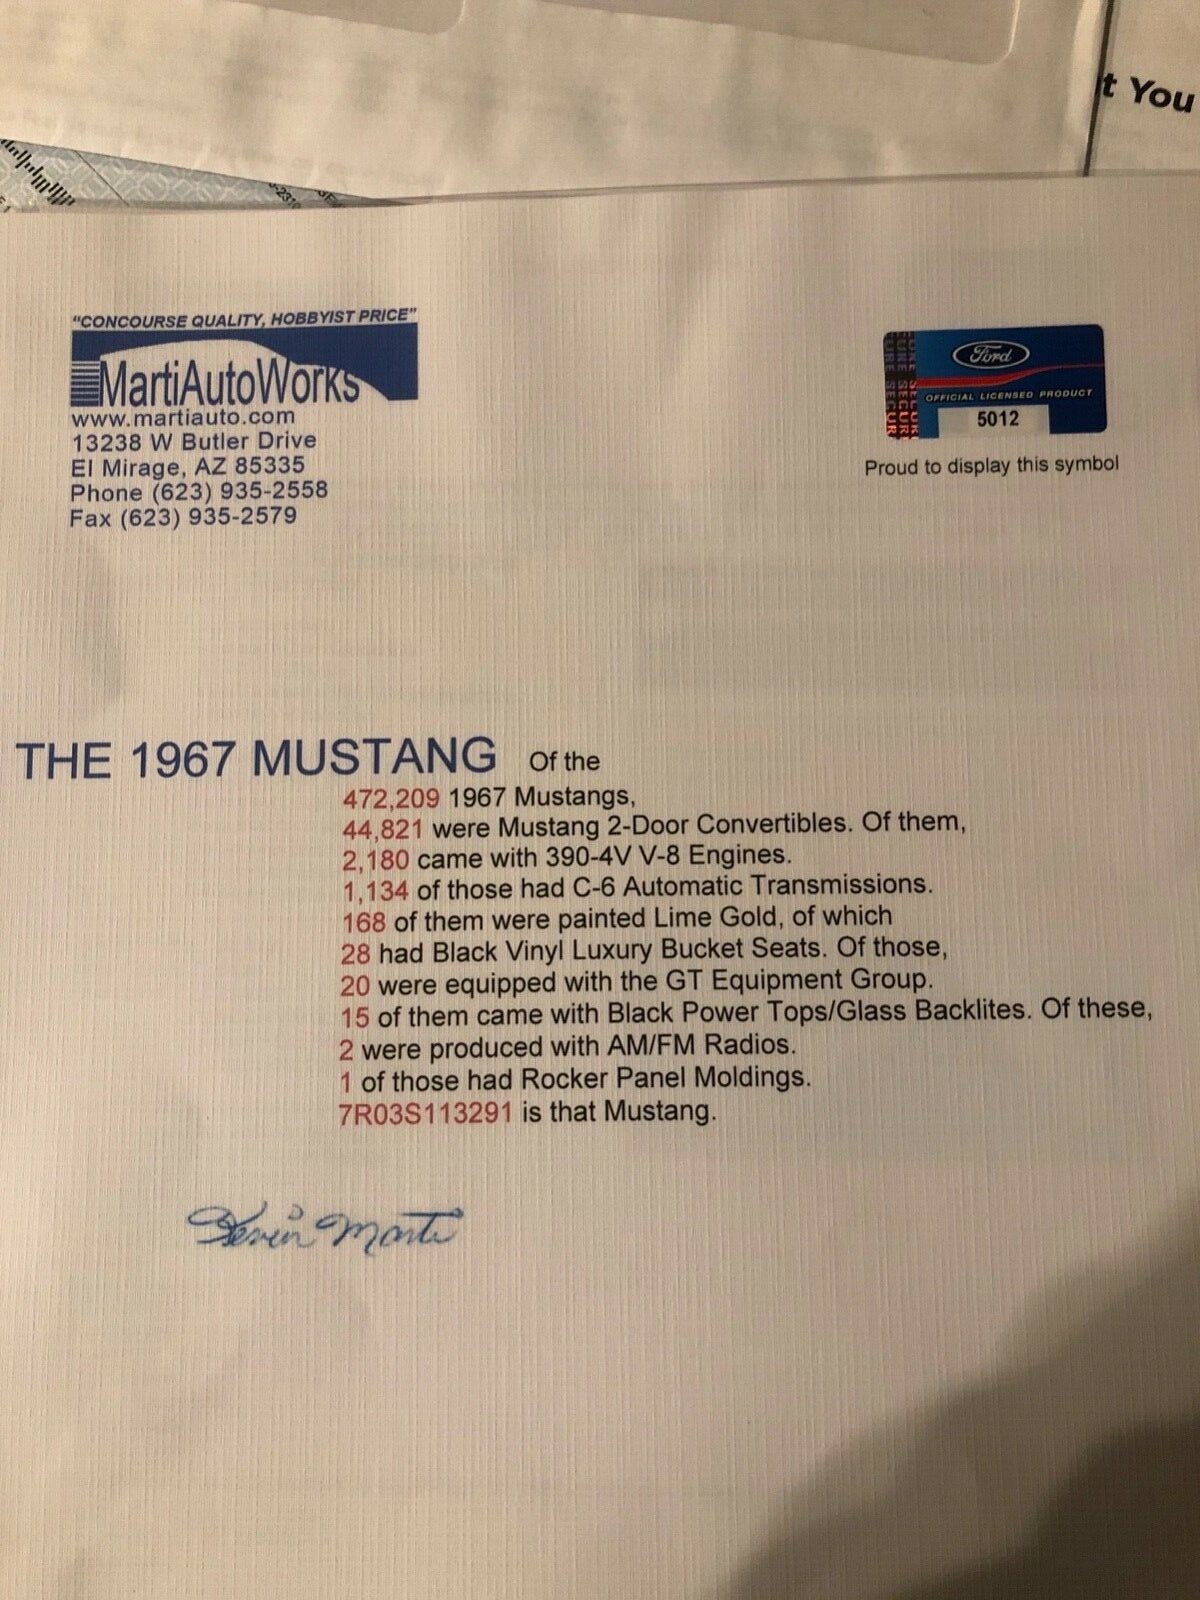 t You
"CONCOURSE QUALITY, HOBBYIST PRICE"
MartiAutoWorks
www.martiauto.com
13238 W Butler Drive
El Mirage, AZ 85335
Phone (623) 935-2558
Fax (623) 935-2579
Ford
OFFICIAL LICENSED PRODUCT
5012
Proud to display this symbol
THE 1967 MUSTANG Of the
472,209 1967 Mustangs,
44,821 were Mustang 2-Door Convertibles. Of them,
2,180 came with 390-4V V-8 Engines.
1,134 of those had C-6 Automatic Transmissions.
168 of them were painted Lime Gold, of which
28 had Black Vinyl Luxury Bucket Seats. Of those,
20 were equipped with the GT Equipment Group.
15 of them came with Black Power Tops/Glass Backlites. Of these,
2 were produced with AM/FM Radios.
1 of those had Rocker Panel Moldings.
7R03S113291 is that Mustang.
Kevin Marti